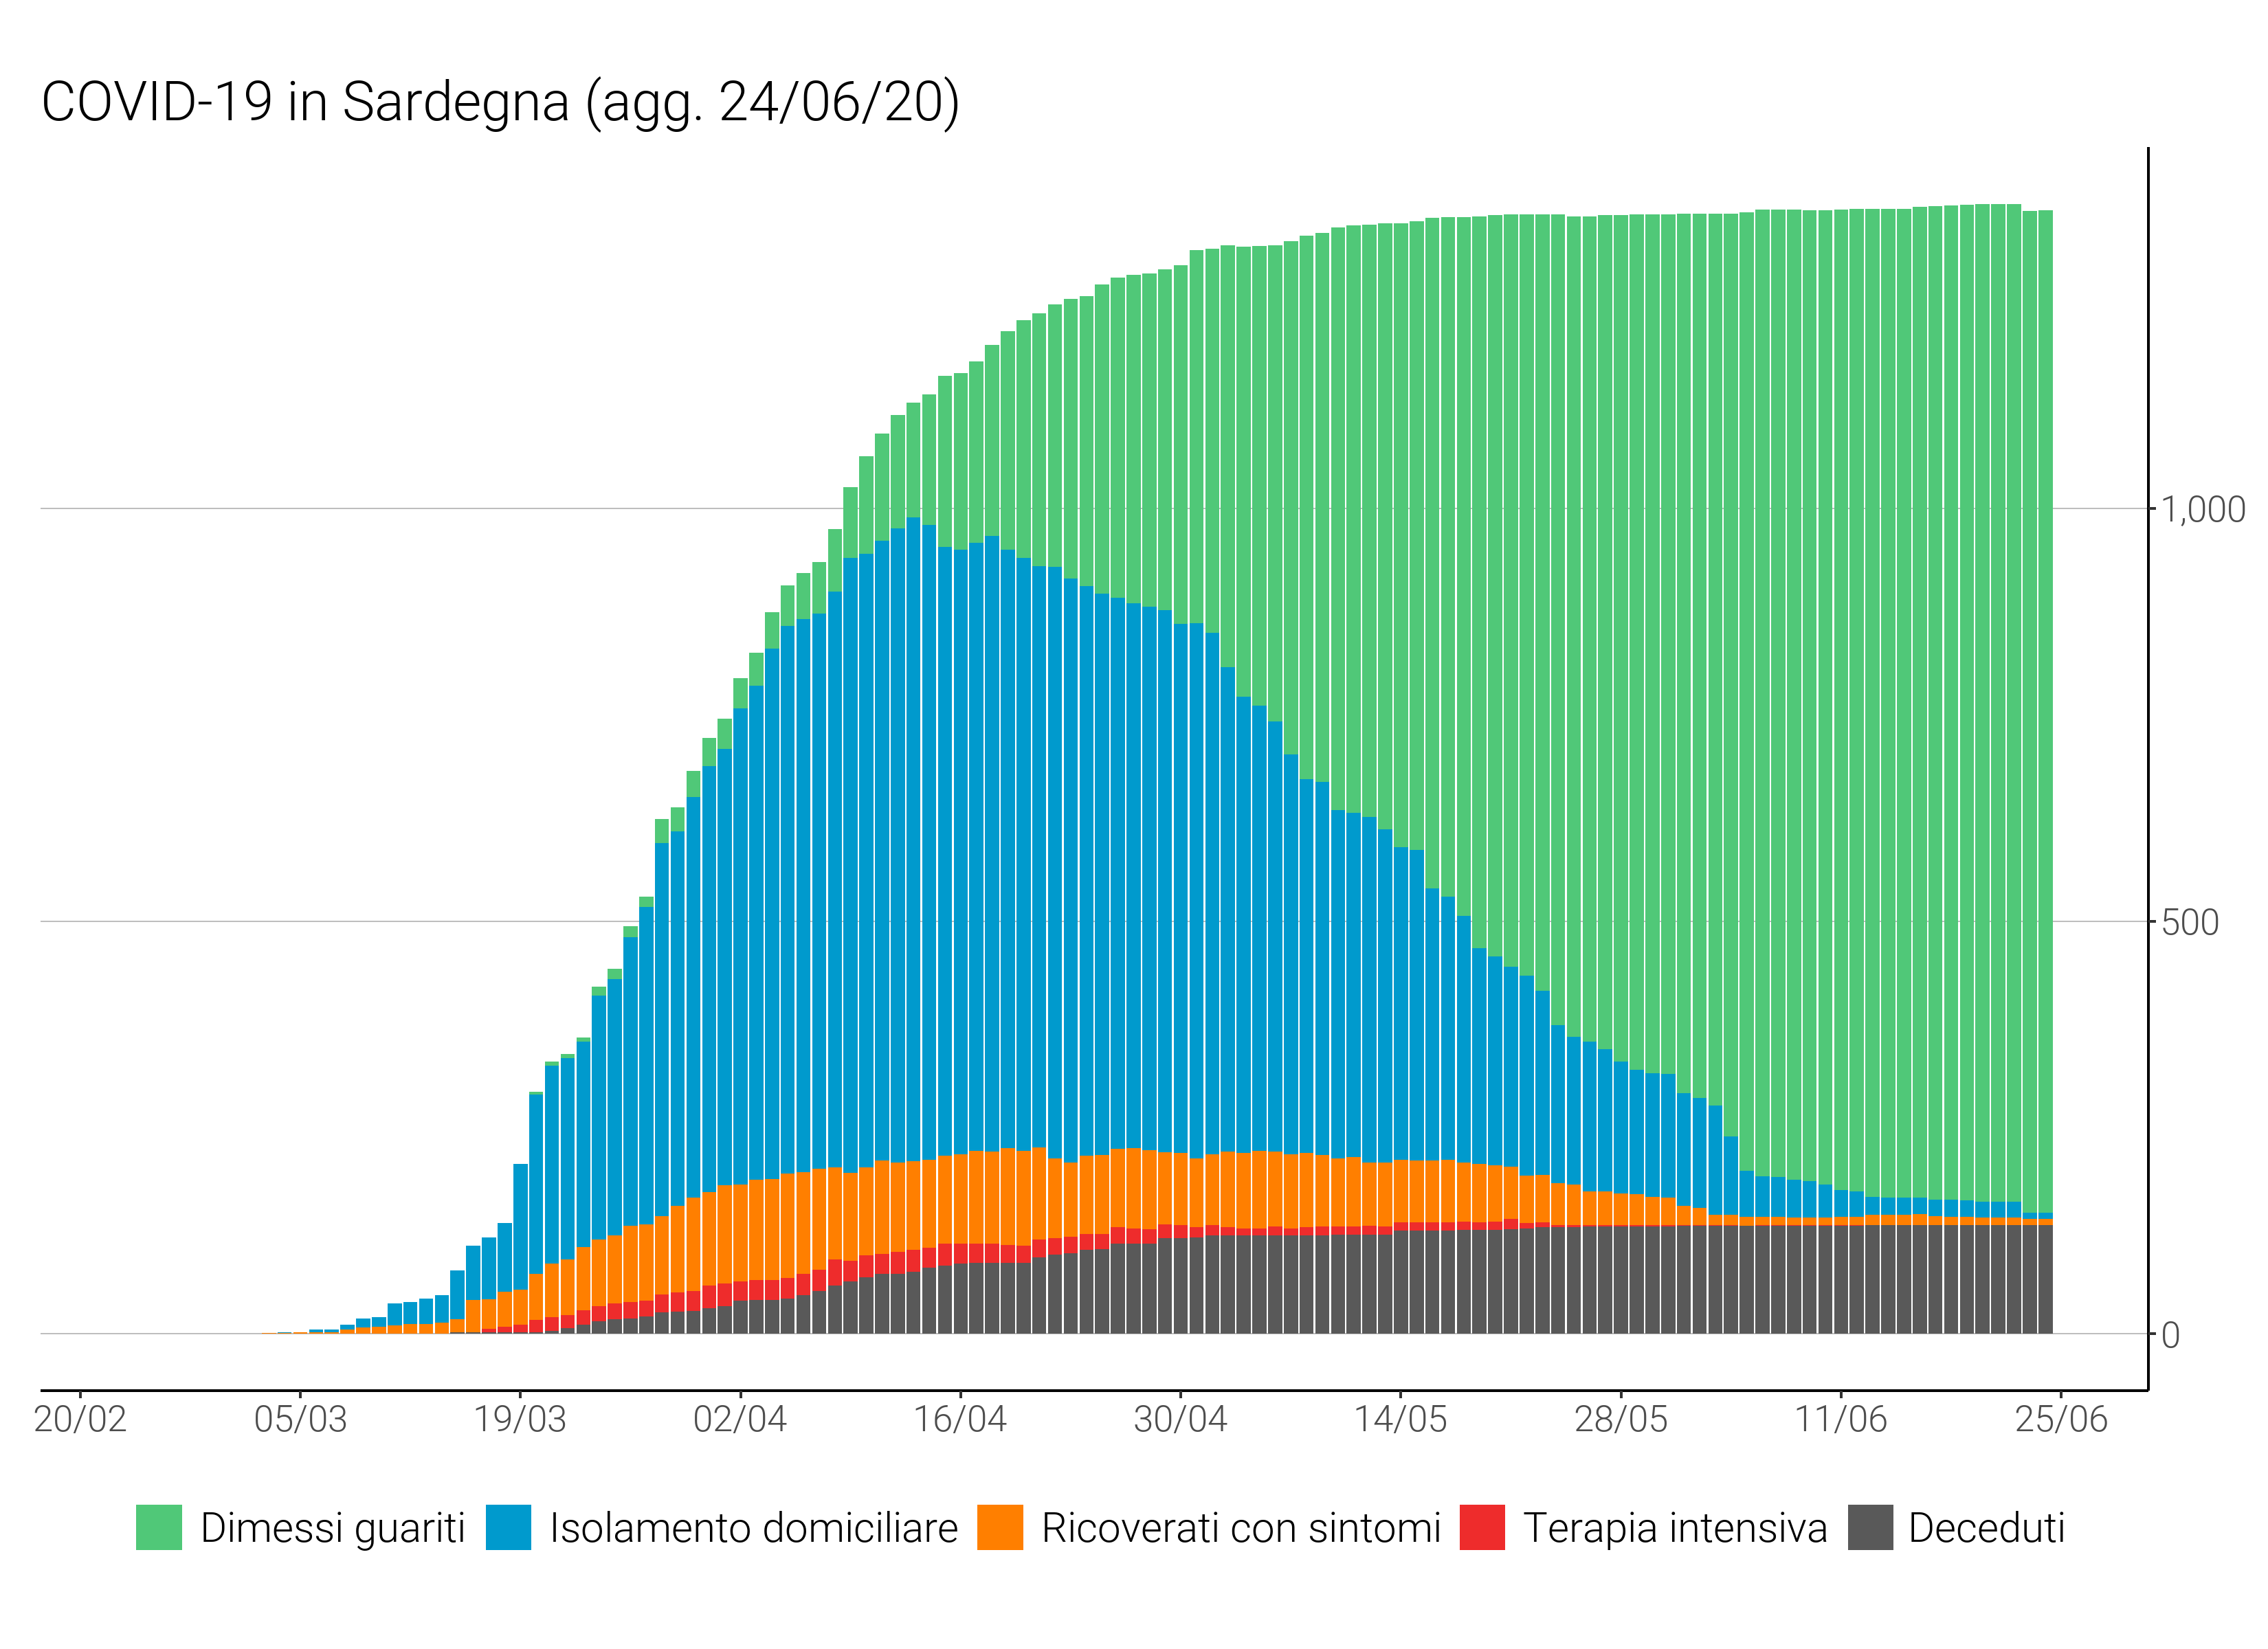 COVID-19 in Sardegna (agg. 24/06/20)
1,000
500
0
20/02 05/03 19/03 02/04 16/04 30/04 14/05 28/05 11/06 25/06
Dimessi guariti Isolamento domiciliare Ricoverati con sintomi Terapia intensiva Deceduti